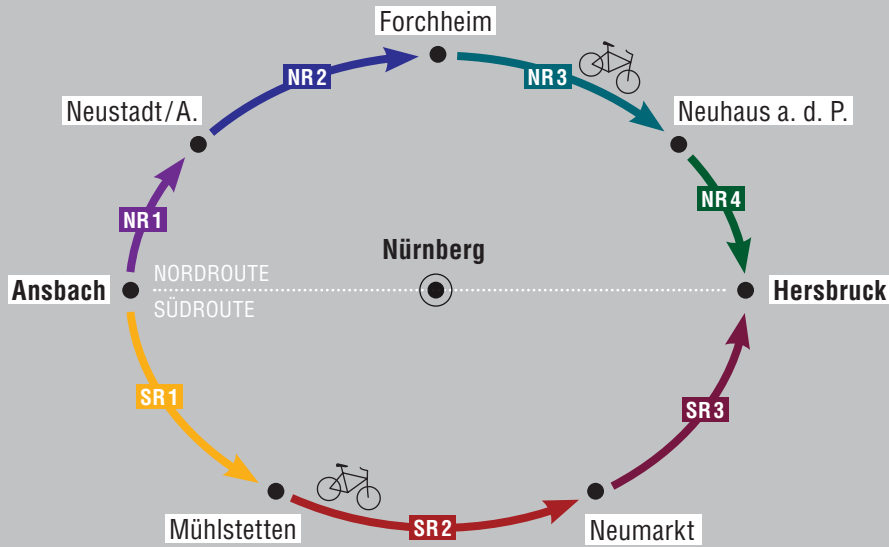 Forchheim
NR2
NR3
Neustadt/A.
Neuhaus a. d. P.
NR1
NR4
Nürnberg
NORDROUTE
Ansbach
Hersbruck
SÜDROUTE
SR1
SR3
Mühlstetten
SR2
Neumarkt